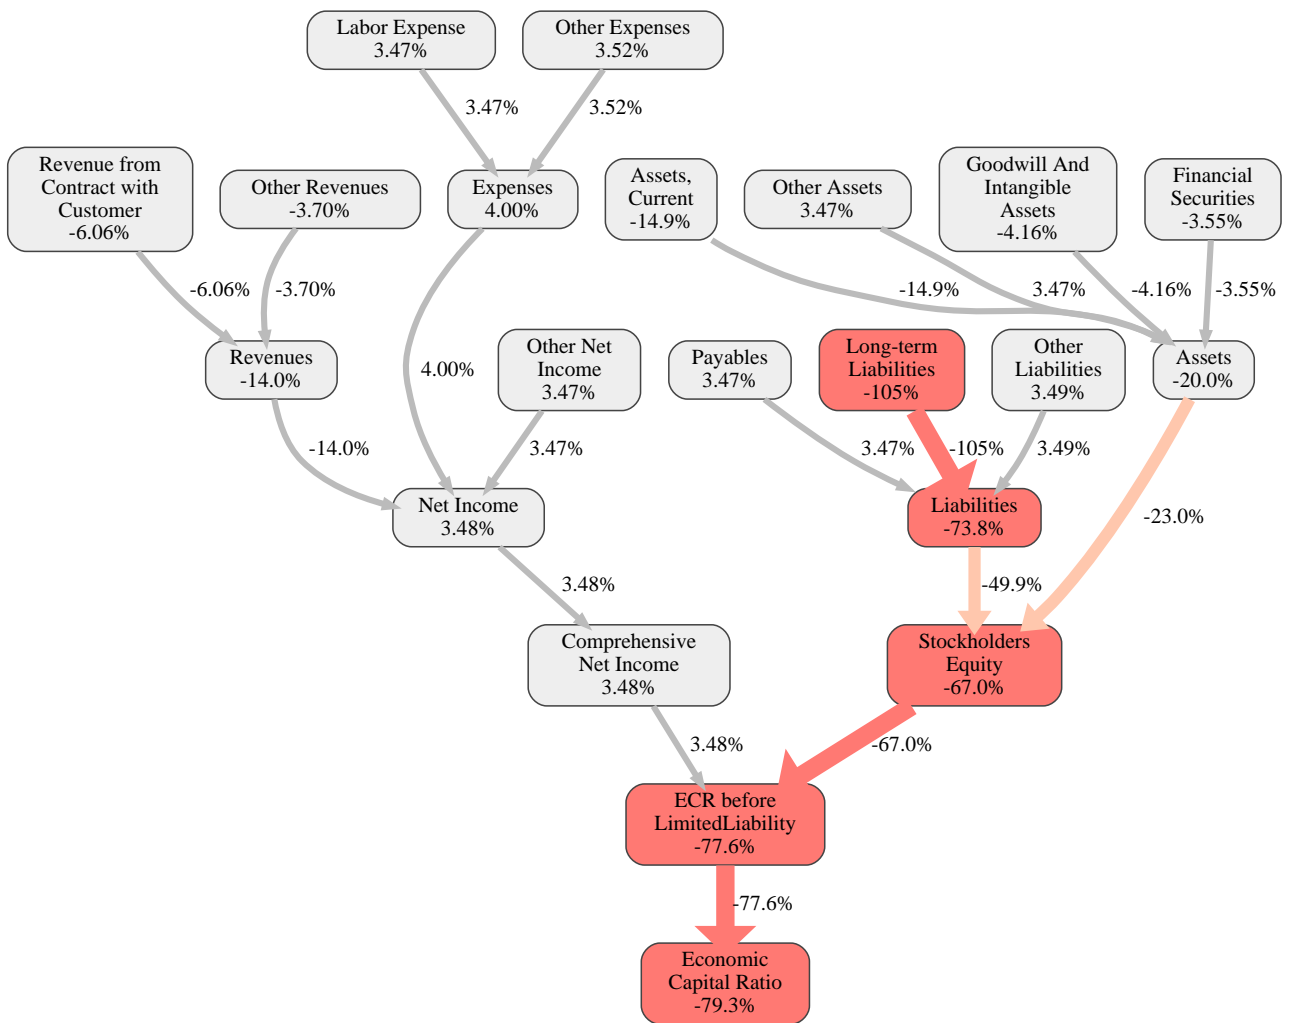 Labor Expense
3.47%
Other Expenses
3.52%
3.47%
3.52%
Revenue from
Contract with
Customer
-6.06%
Other Revenues
-3.70%
Expenses
4.00%
Assets,
Current
-14.9%
Other Assets
3.47%
Goodwill And
Intangible
Assets
-4.16%
Financial
Securities
-3.55%
-6.06%
-3.70%
-14.9%
3.47%
-4.16%
-3.55%
Revenues
-14.0%
4.00%
Other Net
Income
3.47%
Payables
3.47%
Long-term
Liabilities
-105%
Other
Liabilities
3.49%
Assets
-20.0%
-14.0%
3.47%
3.47%
-105%
3.49%
Net Income
3.48%
Liabilities
-73.8%
-23.0%
3.48%
-49.9%
Comprehensive
Net Income
3.48%
Stockholders
Equity
-67.0%
3.48%
-67.0%
ECR before
LimitedLiability
-77.6%
-77.6%
Economic
Capital Ratio
-79.3%